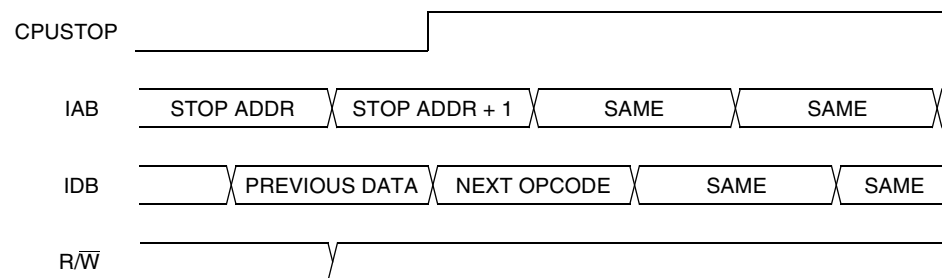 CPUSTOP
IAB STOP ADDR STOP ADDR + 1 SAME SAME
IDB PREVIOUS DATA NEXT OPCODE SAME SAME
R/W̅